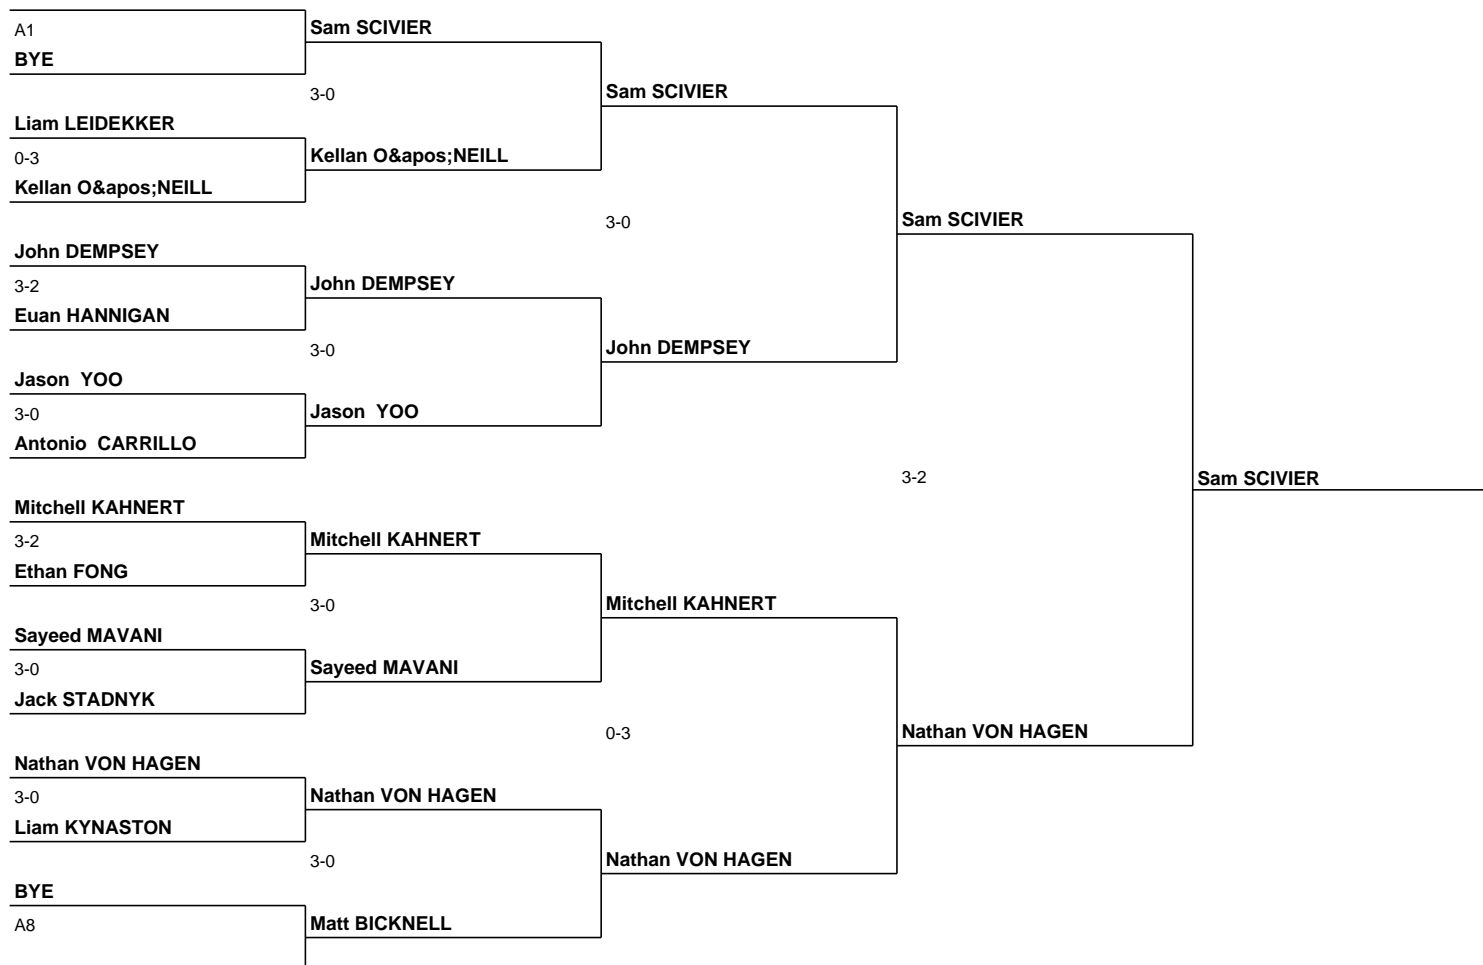 A1
BYE
Liam LEIDEKKER
0-3
Kellan O&apos;NEILL
John DEMPSEY
3-2
Euan HANNIGAN
Jason  YOO
3-0
Antonio  CARRILLO
Mitchell KAHNERT
3-2
Ethan FONG
Sayeed MAVANI
3-0
Jack STADNYK
Nathan VON HAGEN
3-0
Liam KYNASTON
BYE
A8
Sam SCIVIER
3-0
Kellan O&apos;NEILL
John DEMPSEY
3-0
Jason  YOO
Mitchell KAHNERT
3-0
Sayeed MAVANI
Nathan VON HAGEN
3-0
Matt BICKNELL
Sam SCIVIER
3-0
John DEMPSEY
Mitchell KAHNERT
0-3
Nathan VON HAGEN
Sam SCIVIER
3-2
Nathan VON HAGEN
Sam SCIVIER